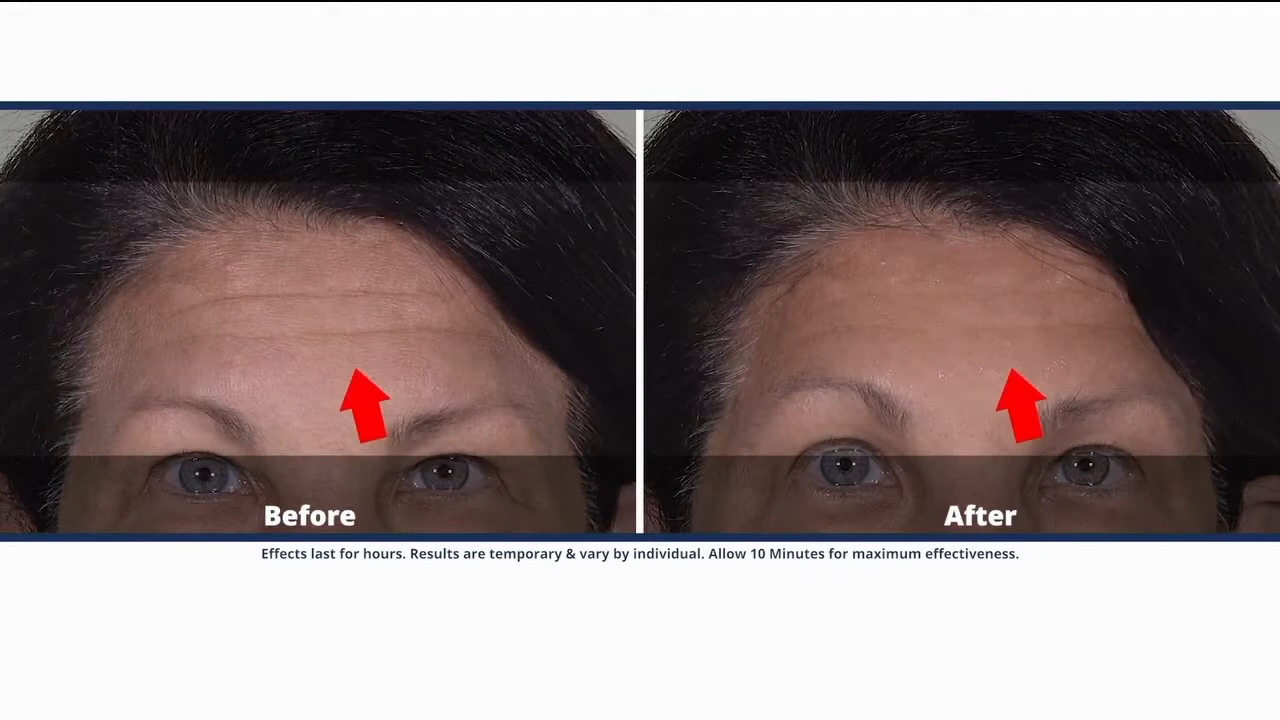 Before
After
Effects last for hours. Results are temporary & vary by individual. Allow 10 Minutes for maximum effectiveness.